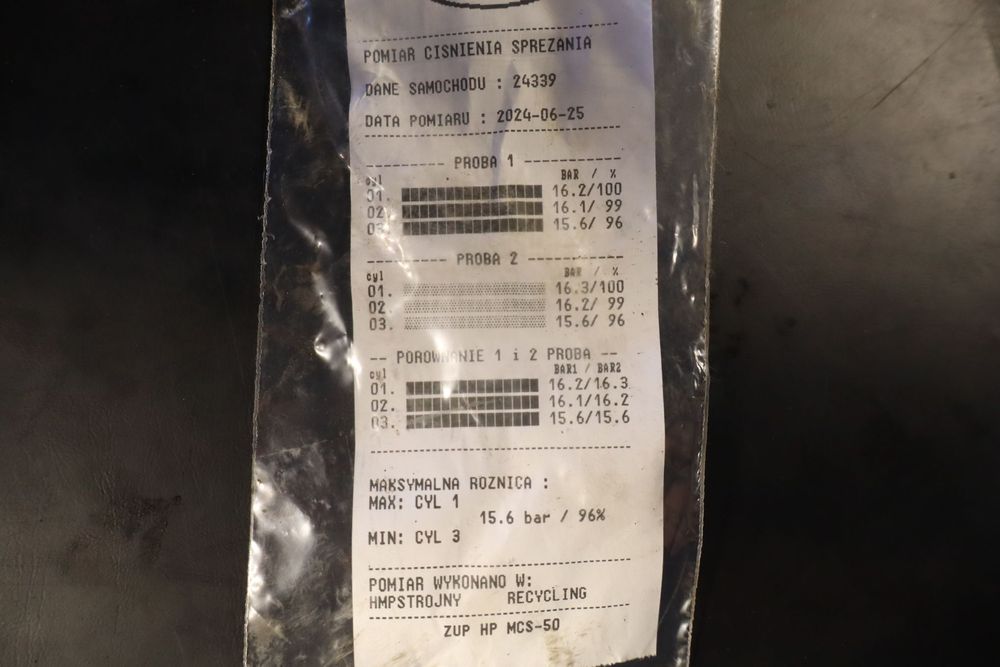 POMIAR CISNIENIA SPREZANIA
DANE SAMOCHODU : 24339
DATA POMIARU : 2024-06-25
PROBA 1
cyl BAR / %
01. 16.2/100
02. 16.1/ 99
03. 15.6/ 96
PROBA 2
cyl BAR / %
01. 16.3/100
02. 16.2/ 99
03. 15.6/ 96
-- POROWNANIE 1 i 2 PROBA --
cyl BAR1 / BAR2
01. 16.2/16.3
02. 16.1/16.2
03. 15.6/15.6
MAKSYMALNA ROZNICA :
MAX: CYL 1
15.6 bar / 96%
MIN: CYL 3
POMIAR WYKONANO W:
HMPSTROJNY RECYCLING
ZUP HP MCS-50